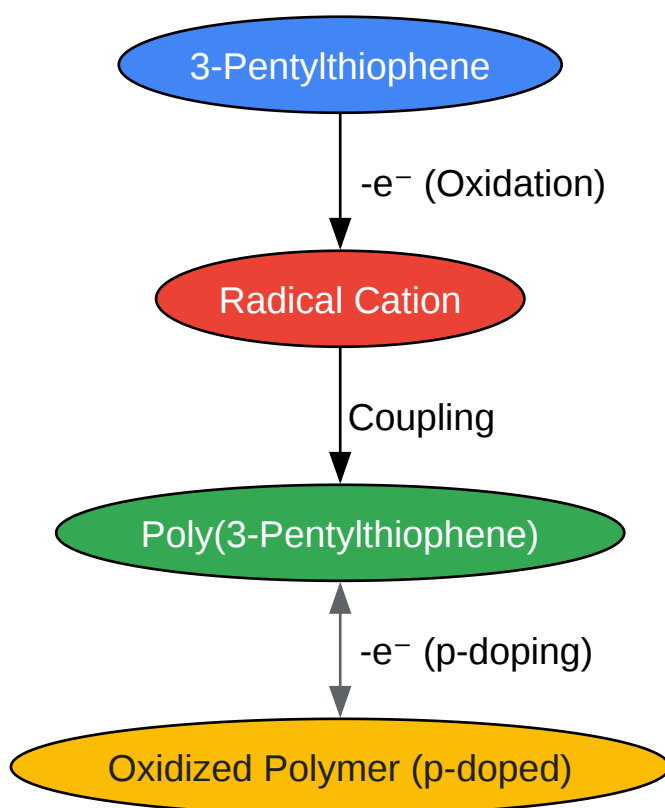 3-Pentylthiophene
-e⁻ (Oxidation)
Radical Cation
Coupling
Poly(3-Pentylthiophene)
-e⁻ (p-doping)
Oxidized Polymer (p-doped)